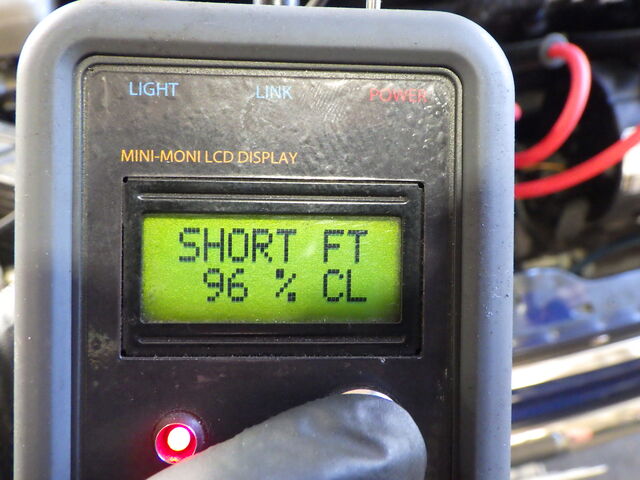 LIGHT LINK POWER
MINI-MONI LCD DISPLAY
SHORT FT
96 % CL